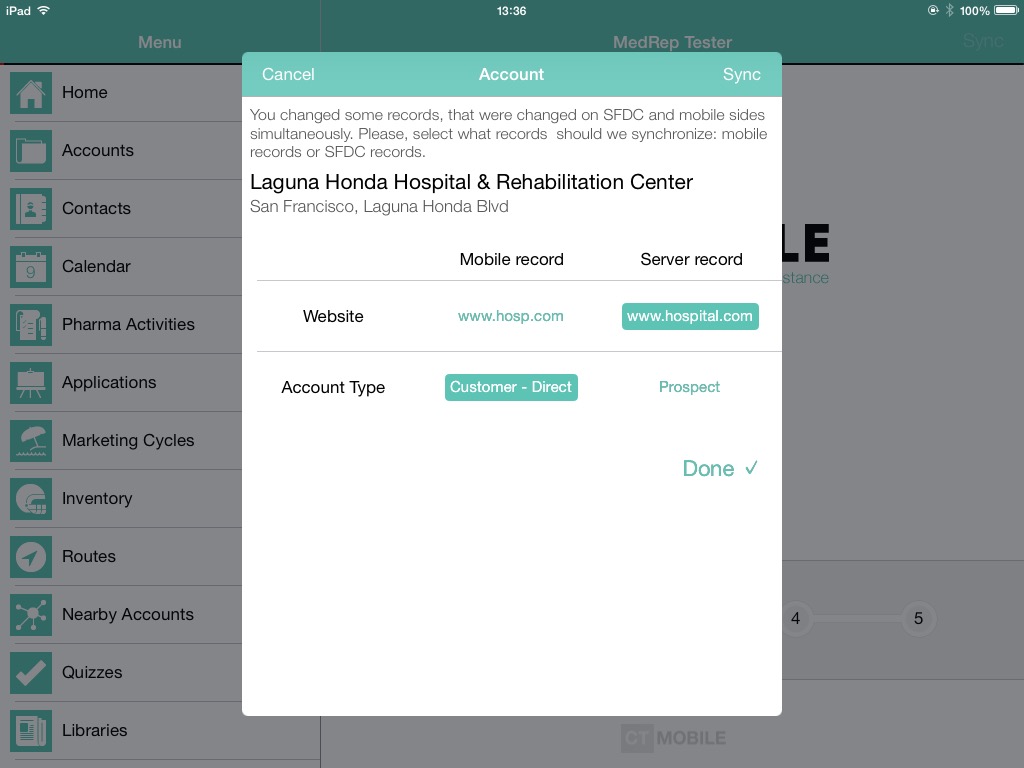 iPad 13:36 100%
Menu MedRep Tester Sync
Cancel Account Sync
You changed some records, that were changed on SFDC and mobile sides
simultaneously. Please, select what records should we synchronize: mobile
records or SFDC records.
Laguna Honda Hospital & Rehabilitation Center
San Francisco, Laguna Honda Blvd
Mobile record Server record
Website www.hosp.com www.hospital.com
Account Type Customer - Direct Prospect
Done ✓
Home
Accounts
Contacts
9 Calendar
Pharma Activities
Applications
Marketing Cycles
Inventory
Routes
Nearby Accounts
Quizzes
Libraries
LE
stance
4 5
CT MOBILE